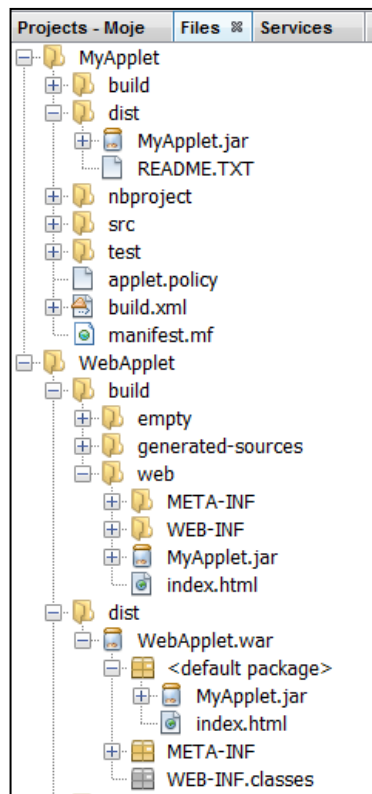 Projects - Moje Files Services
MyApplet
build
dist
MyApplet.jar
README.TXT
nbproject
src
test
applet.policy
build.xml
manifest.mf
WebApplet
build
empty
generated-sources
web
META-INF
WEB-INF
MyApplet.jar
index.html
dist
WebApplet.war
<default package>
MyApplet.jar
index.html
META-INF
WEB-INF.classes